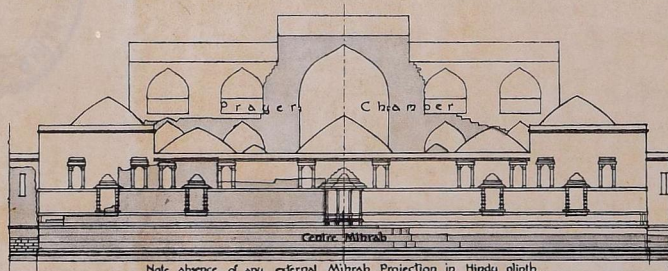 Prayer Chamber
Centre Mihrab
Note absence of any external Mihrab Projection in Hindu plinth